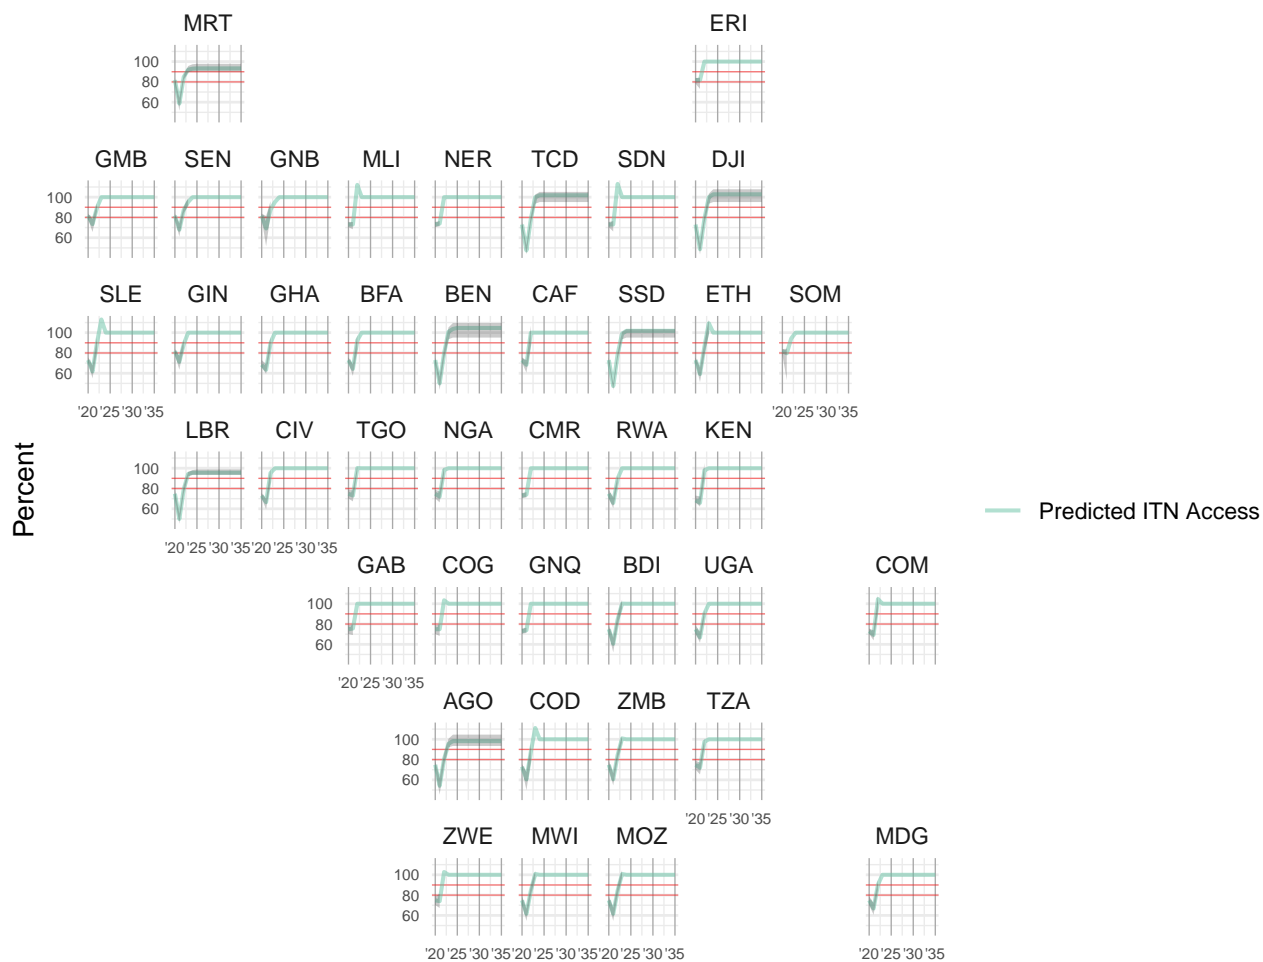 MRT ERI
100
80
60
GMB SEN GNB MLI NER TCD SDN DJI
100
80
60
SLE GIN GHA BFA BEN CAF SSD ETH SOM
100
80
60
'20 '25 '30 '35 '20 '25 '30 '35
LBR CIV TGO NGA CMR RWA KEN
100
80
60
'20 '25 '30 '35 '20 '25 '30 '35
GAB COG GNQ BDI UGA COM
100
80
60
'20 '25 '30 '35
AGO COD ZMB TZA
100
80
60
'20 '25 '30 '35
ZWE MWI MOZ MDG
100
80
60
'20 '25 '30 '35 '20 '25 '30 '35 '20 '25 '30 '35 '20 '25 '30 '35
Percent
Predicted ITN Access